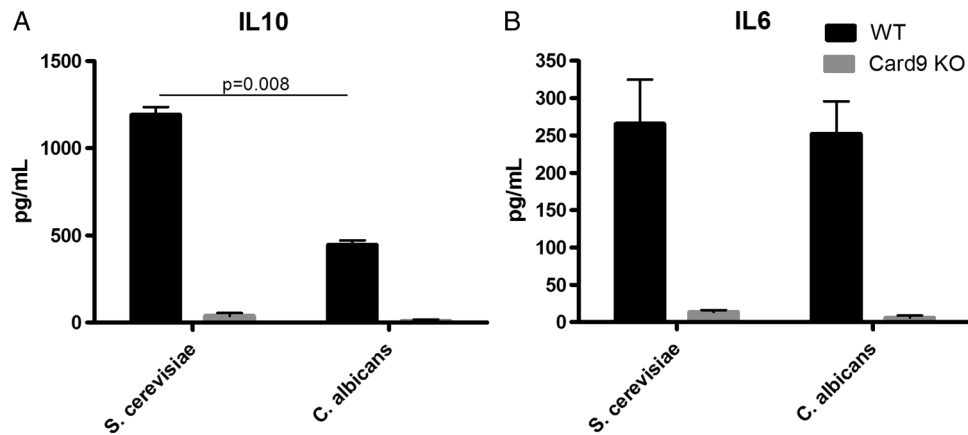 A
IL10
1500
1000
500
0
pg/mL
p=0.008
S. cerevisiae
C. albicans
B
IL6
WT
Card9 KO
350
300
250
200
150
100
50
0
pg/mL
S. cerevisiae
C. albicans